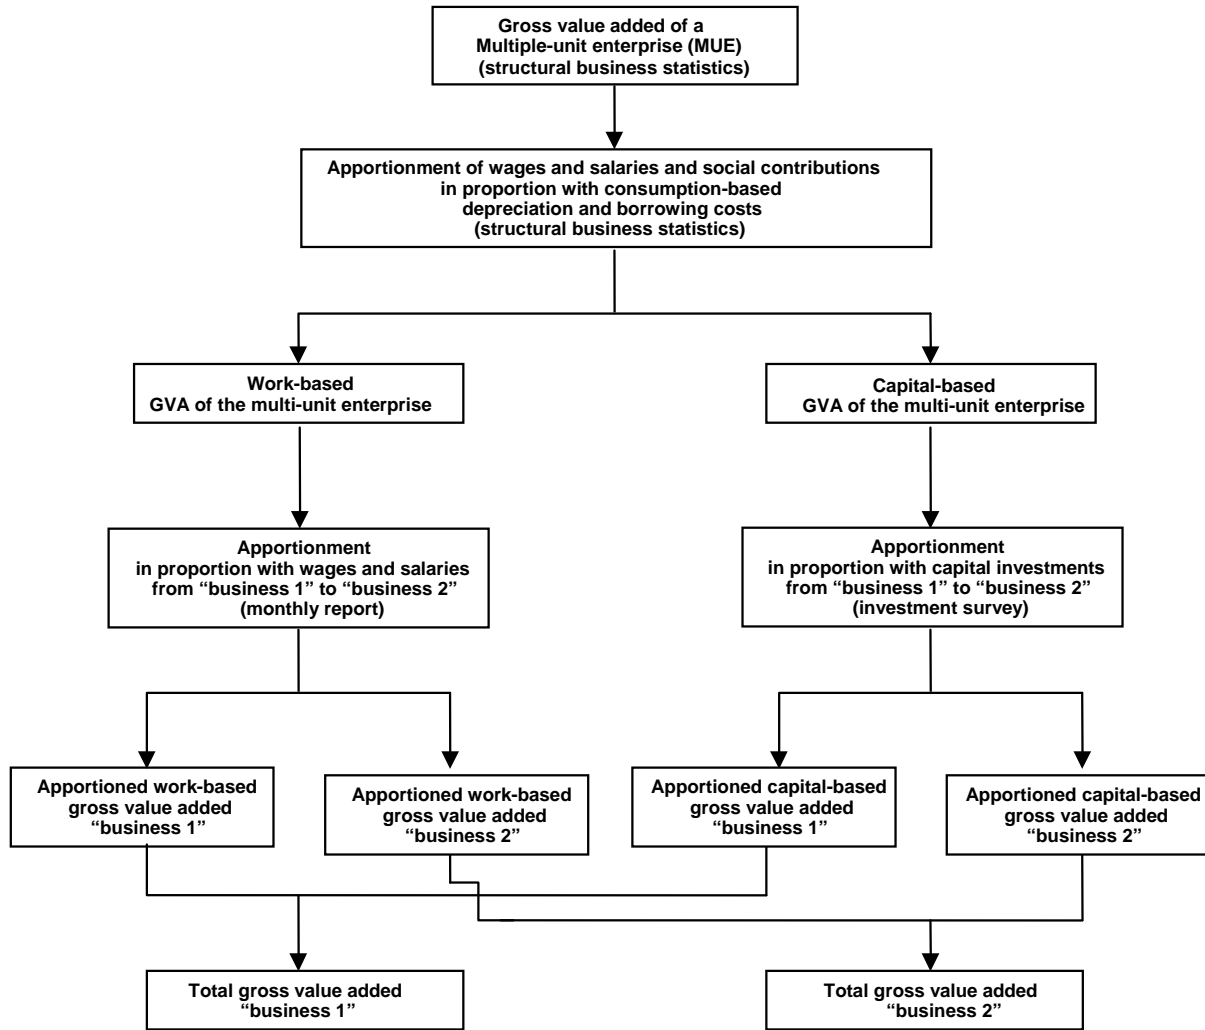 Gross value added of a
Multiple-unit enterprise (MUE)
(structural business statistics)
Apportionment of wages and salaries and social contributions
in proportion with consumption-based
depreciation and borrowing costs
(structural business statistics)
Work-based
GVA of the multi-unit enterprise
Capital-based
GVA of the multi-unit enterprise
Apportionment
in proportion with wages and salaries
from “business 1” to “business 2”
(monthly report)
Apportionment
in proportion with capital investments
from “business 1” to “business 2”
(investment survey)
Apportioned work-based
gross value added
“business 1”
Apportioned work-based
gross value added
“business 2”
Apportioned capital-based
gross value added
“business 1”
Apportioned capital-based
gross value added
“business 2”
Total gross value added
“business 1”
Total gross value added
“business 2”